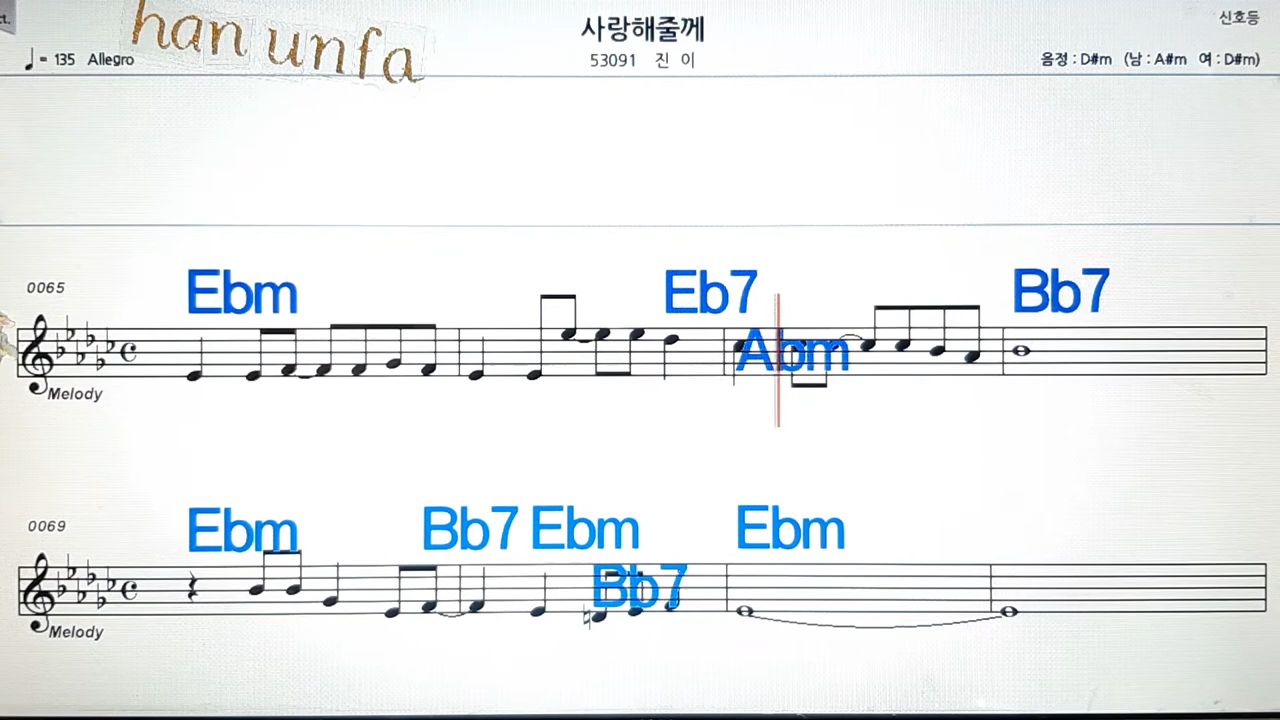 ct.
han unfa
사랑해줄께
신호등
♩ = 135 Allegro
53091 진 이
음정 : D#m (남 : A#m 여 : D#m)
0065
Ebm Eb7 Abm Bb7
Melody
0069
Ebm Bb7 Ebm Bb7 Ebm
Melody